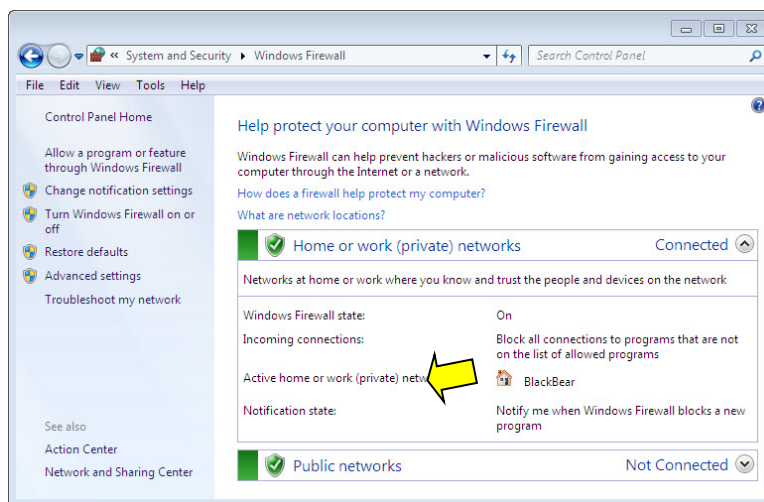 « System and Security ▸ Windows Firewall
Search Control Panel
File Edit View Tools Help
Control Panel Home
Allow a program or feature
through Windows Firewall
Change notification settings
Turn Windows Firewall on or
off
Restore defaults
Advanced settings
Troubleshoot my network
See also
Action Center
Network and Sharing Center
Help protect your computer with Windows Firewall
Windows Firewall can help prevent hackers or malicious software from gaining access to your
computer through the Internet or a network.
How does a firewall help protect my computer?
What are network locations?
Home or work (private) networks Connected
Networks at home or work where you know and trust the people and devices on the network
Windows Firewall state: On
Incoming connections: Block all connections to programs that are not
on the list of allowed programs
Active home or work (private) BlackBear
Notification state: Notify me when Windows Firewall blocks a new
program
Public networks Not Connected